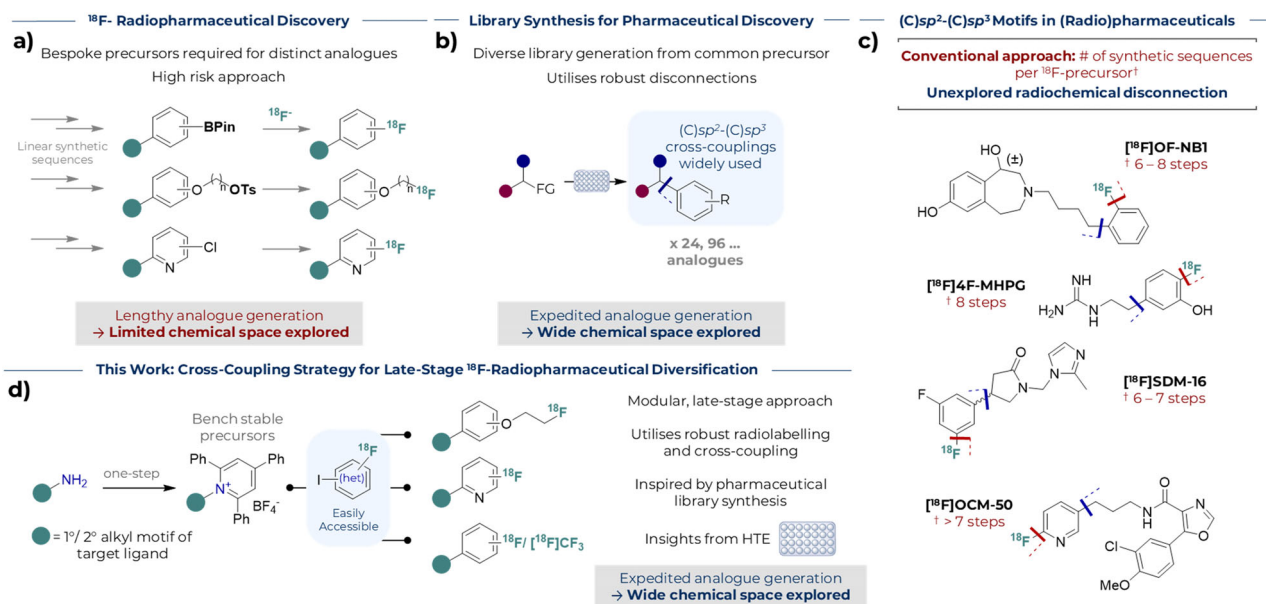 ¹⁸F- Radiopharmaceutical Discovery
a)
Bespoke precursors required for distinct analogues
High risk approach
Linear synthetic
sequences
BPin
¹⁸F⁻
¹⁸F
O
( )n
OTs
O
( )n
¹⁸F
N
Cl
N
¹⁸F
Lengthy analogue generation
→ Limited chemical space explored
Library Synthesis for Pharmaceutical Discovery
b)
Diverse library generation from common precursor
Utilises robust disconnections
FG
(C)sp²-(C)sp³
cross-couplings
widely used
R
x 24, 96 ...
analogues
Expedited analogue generation
→ Wide chemical space explored
(C)sp²-(C)sp³ Motifs in (Radio)pharmaceuticals
c)
Conventional approach: # of synthetic sequences
per ¹⁸F-precursor†
Unexplored radiochemical disconnection
[¹⁸F]OF-NB1
† 6 – 8 steps
HO
(±)
N
HO
¹⁸F
[¹⁸F]4F-MHPG
† 8 steps
NH
H₂N
N
H
¹⁸F
OH
[¹⁸F]SDM-16
† 6 – 7 steps
O
N
N
N
F
¹⁸F
[¹⁸F]OCM-50
† > 7 steps
¹⁸F
N
NH
O
N
O
Cl
MeO
This Work: Cross-Coupling Strategy for Late-Stage ¹⁸F-Radiopharmaceutical Diversification
d)
NH₂
one-step
Bench stable
precursors
Ph
Ph
N⁺
BF₄⁻
Ph
= 1°/ 2° alkyl motif of
target ligand
¹⁸F
I
(het)
Easily
Accessible
O
¹⁸F
N
¹⁸F
¹⁸F/ [¹⁸F]CF₃
Modular, late-stage approach
Utilises robust radiolabelling
and cross-coupling
Inspired by pharmaceutical
library synthesis
Insights from HTE
Expedited analogue generation
→ Wide chemical space explored